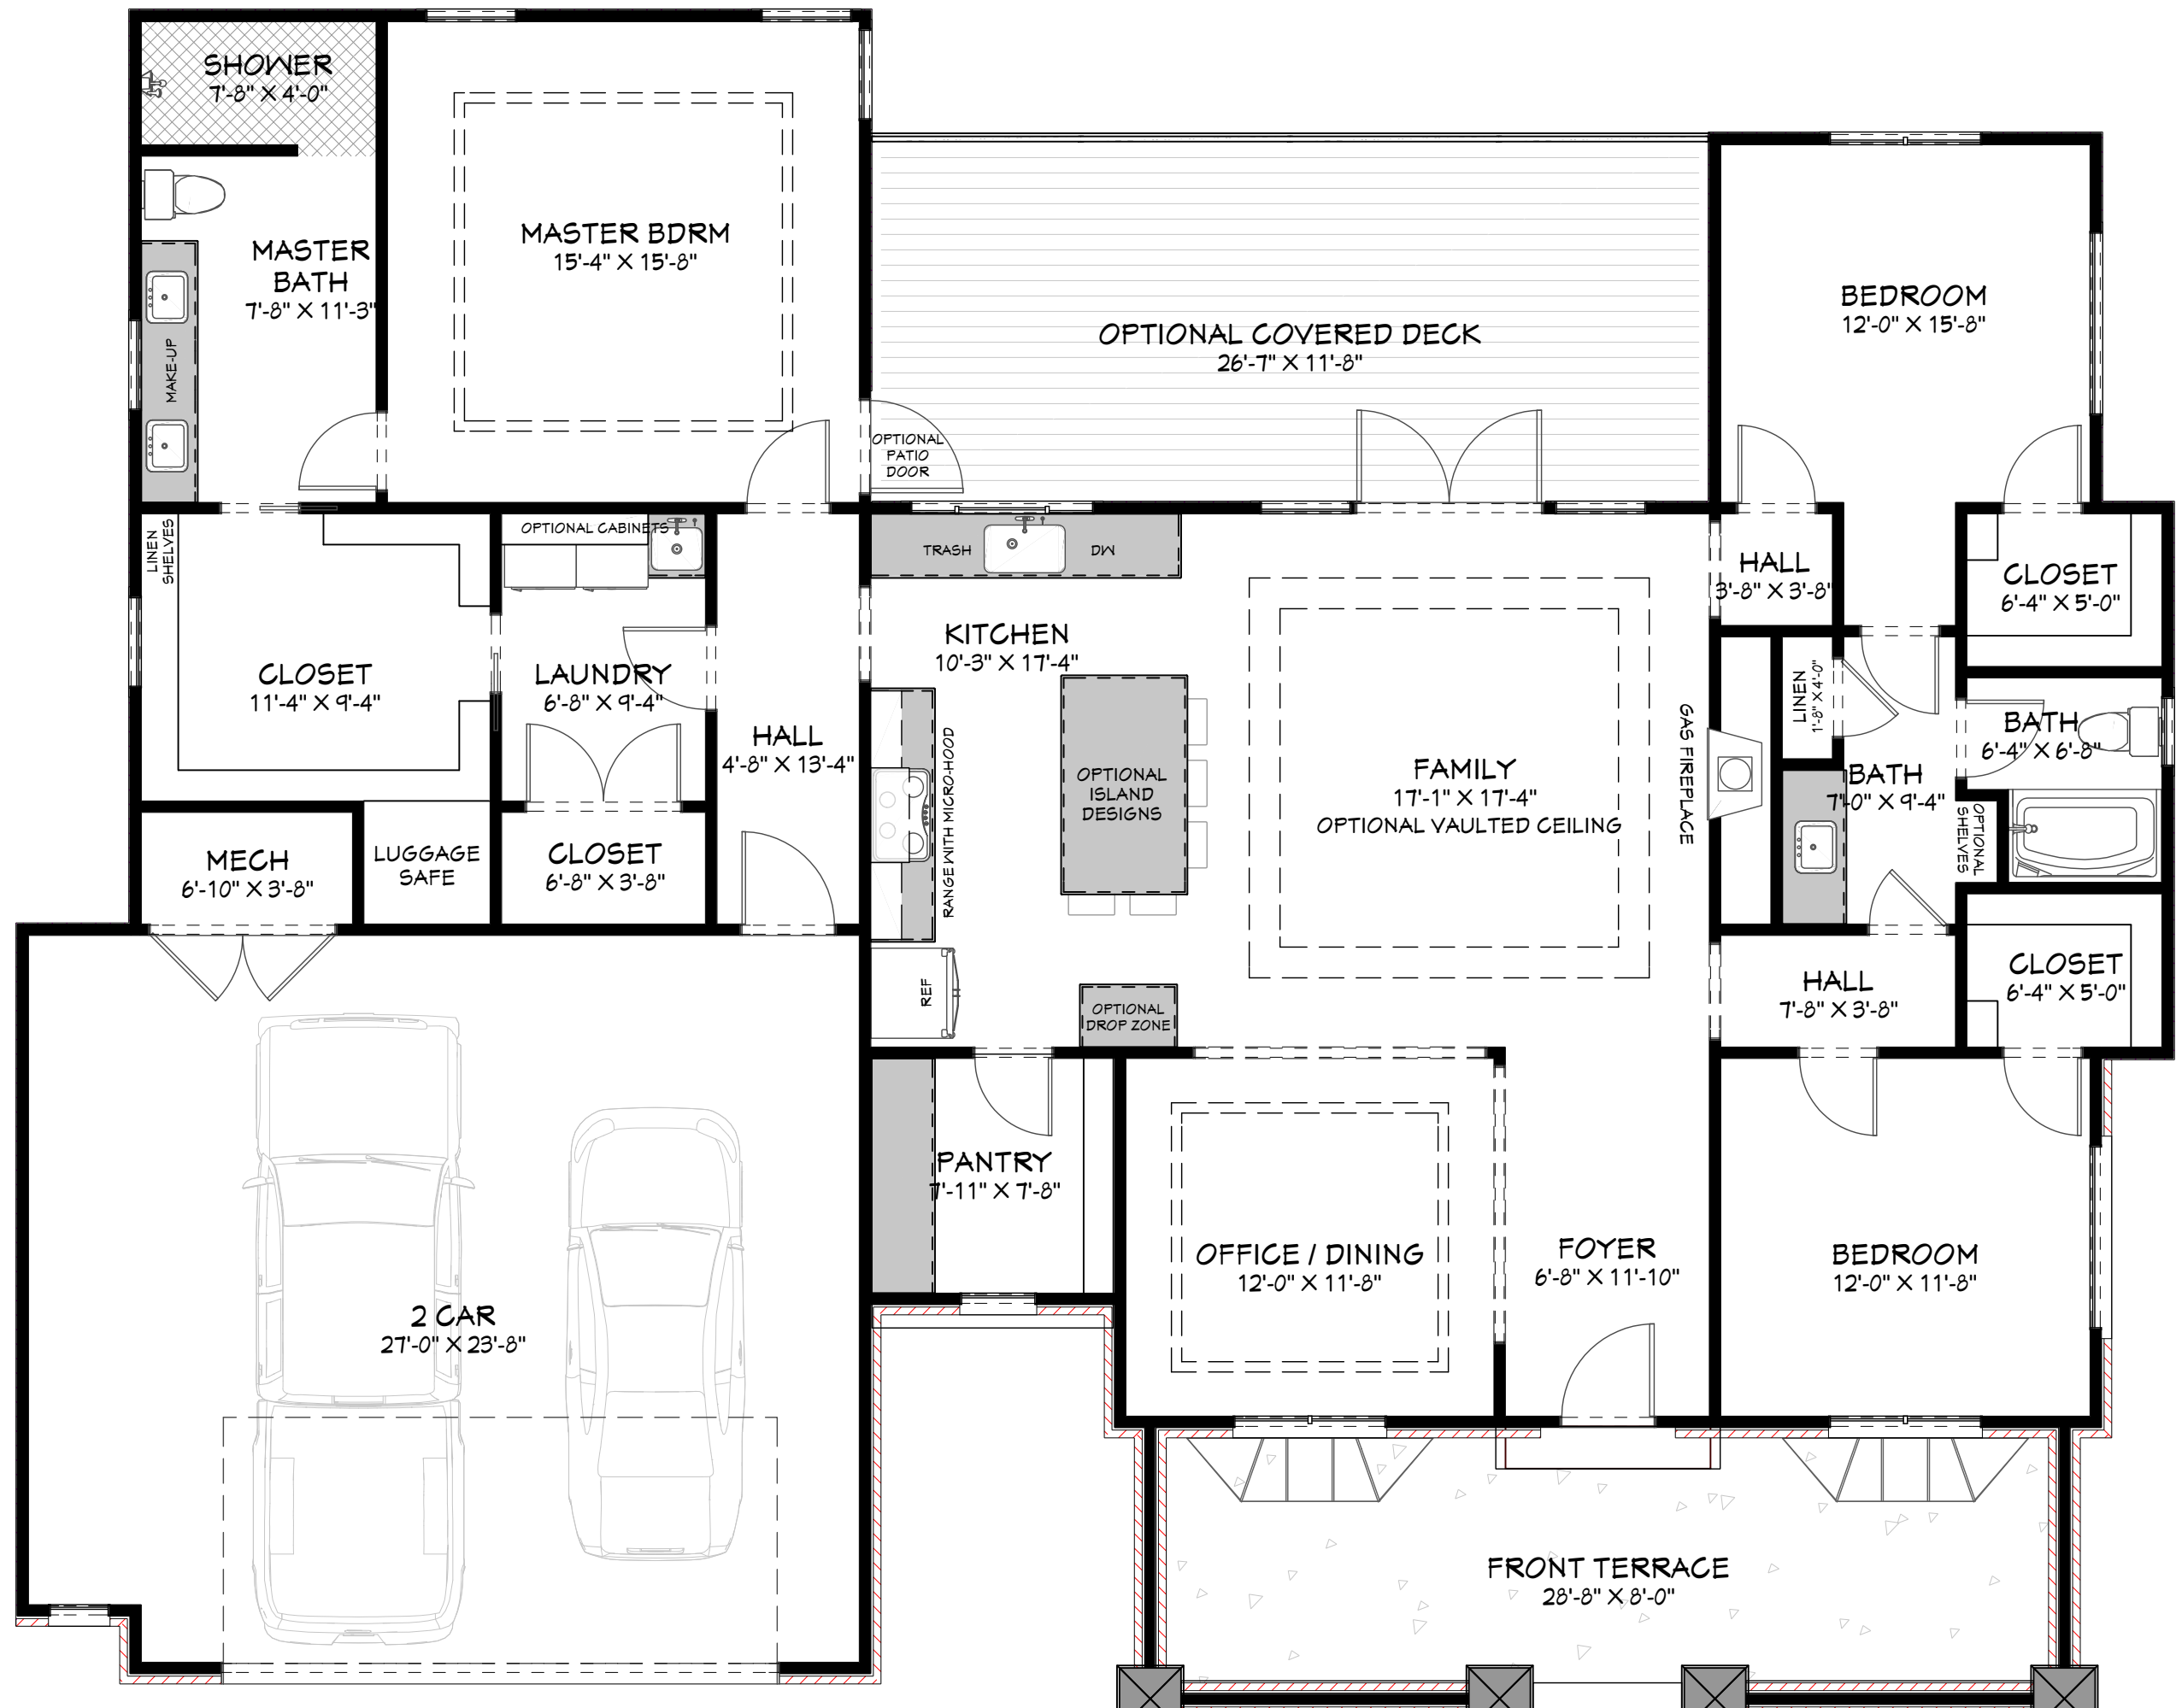 SHOWER
7'-8" X 4'-0"
MASTER
BATH
7'-8" X 11'-3"
MAKE-UP
MASTER BDRM
15'-4" X 15'-8"
OPTIONAL COVERED DECK
26'-7" X 11'-8"
OPTIONAL
PATIO
DOOR
BEDROOM
12'-0" X 15'-8"
LINEN
SHELVES
CLOSET
11'-4" X 9'-4"
OPTIONAL CABINETS
LAUNDRY
6'-8" X 9'-4"
HALL
4'-8" X 13'-4"
TRASH
DW
KITCHEN
10'-3" X 17'-4"
RANGE WITH MICRO-HOOD
OPTIONAL
ISLAND
DESIGNS
FAMILY
17'-1" X 17'-4"
OPTIONAL VAULTED CEILING
GAS FIREPLACE
HALL
3'-8" X 3'-8"
CLOSET
6'-4" X 5'-0"
LINEN
1'-8" X 4'-0"
BATH
6'-4" X 6'-8"
BATH
7'-0" X 9'-4"
OPTIONAL
SHELVES
MECH
6'-10" X 3'-8"
LUGGAGE
SAFE
CLOSET
6'-8" X 3'-8"
REF
OPTIONAL
DROP ZONE
HALL
7'-8" X 3'-8"
CLOSET
6'-4" X 5'-0"
PANTRY
7'-11" X 7'-8"
OFFICE / DINING
12'-0" X 11'-8"
FOYER
6'-8" X 11'-10"
BEDROOM
12'-0" X 11'-8"
2 CAR
27'-0" X 23'-8"
FRONT TERRACE
28'-8" X 8'-0"